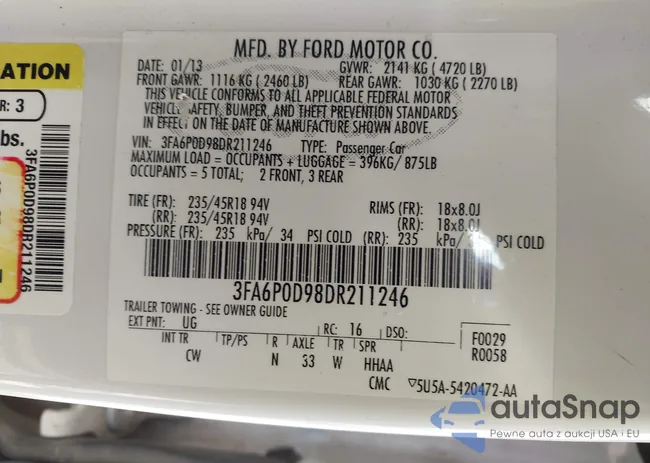 ATION
R: 3
bs.
3FA6P0D98DR211246
MFD. BY FORD MOTOR CO.
DATE: 01/13 GVWR: 2141 KG ( 4720 LB)
FRONT GAWR: 1116 KG ( 2460 LB) REAR GAWR: 1030 KG ( 2270 LB)
THIS VEHICLE CONFORMS TO ALL APPLICABLE FEDERAL MOTOR
VEHICLE SAFETY, BUMPER, AND THEFT PREVENTION STANDARDS
IN EFFECT ON THE DATE OF MANUFACTURE SHOWN ABOVE.
VIN: 3FA6P0D98DR211246 TYPE: Passenger Car
MAXIMUM LOAD = OCCUPANTS + LUGGAGE = 396KG/ 875LB
OCCUPANTS = 5 TOTAL; 2 FRONT, 3 REAR
TIRE (FR): 235/45R18 94V RIMS (FR): 18x8.0J
(RR): 235/45R18 94V (RR): 18x8.0J
PRESSURE (FR): 235 kPa/ 34 PSI COLD (RR): 235 kPa/ PSI COLD
3FA6P0D98DR211246
TRAILER TOWING - SEE OWNER GUIDE
EXT PNT: UG RC: 16 DSO: F0029
INT TR TP/PS R AXLE TR SPR R0058
CW N 33 W HHAA
CMC 5U5A-5420472-AA
autaSnap
Pewne auta z aukcji USA i EU